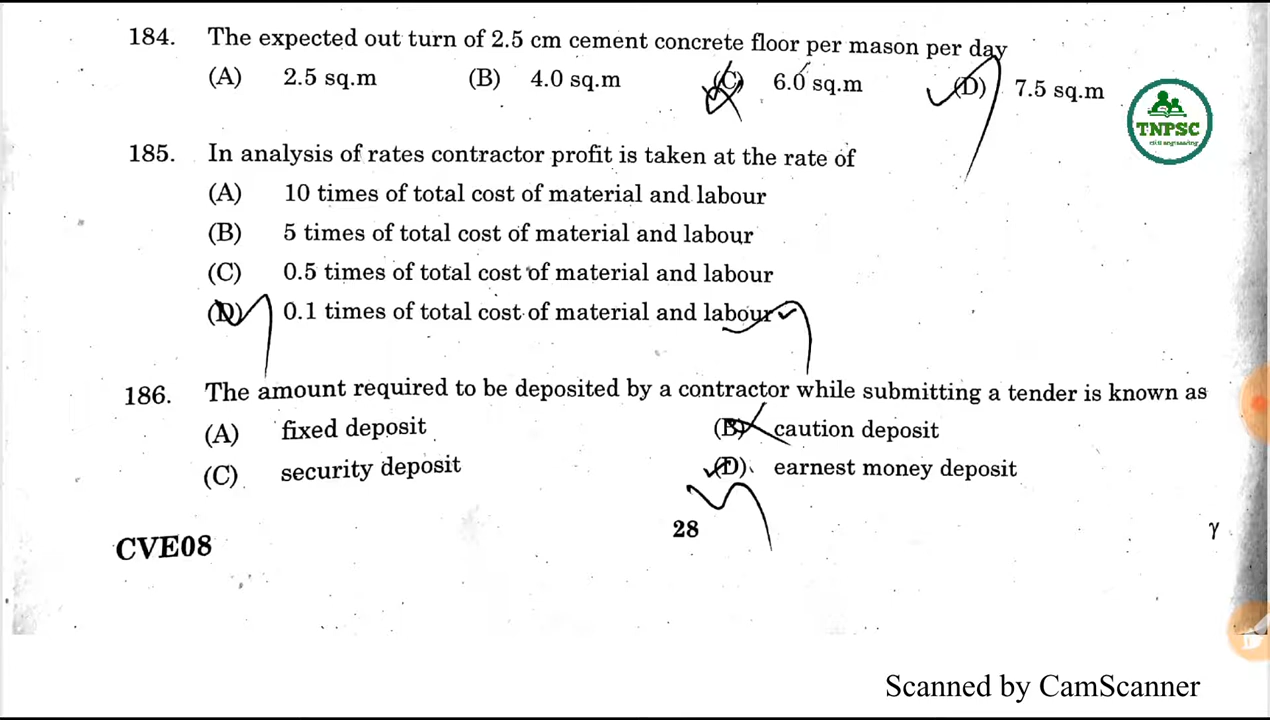 184. The expected out turn of 2.5 cm cement concrete floor per mason per day
(A) 2.5 sq.m (B) 4.0 sq.m (C) 6.0 sq.m (D) 7.5 sq.m
TNPSC
civil engineering
185. In analysis of rates contractor profit is taken at the rate of
(A) 10 times of total cost of material and labour
(B) 5 times of total cost of material and labour
(C) 0.5 times of total cost of material and labour
(D) 0.1 times of total cost of material and labour
186. The amount required to be deposited by a contractor while submitting a tender is known as
(A) fixed deposit (B) caution deposit
(C) security deposit (D) earnest money deposit
28
CVE08
γ
Scanned by CamScanner